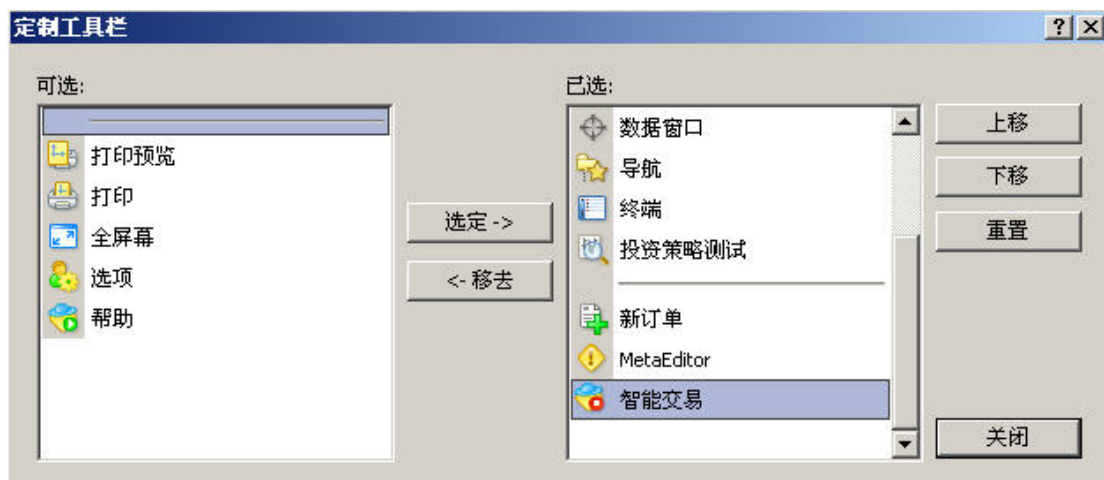 定制工具栏
可选:
打印预览
打印
全屏幕
选项
帮助
选定 ->
<- 移去
已选:
数据窗口
导航
终端
投资策略测试
新订单
MetaEditor
智能交易
上移
下移
重置
关闭